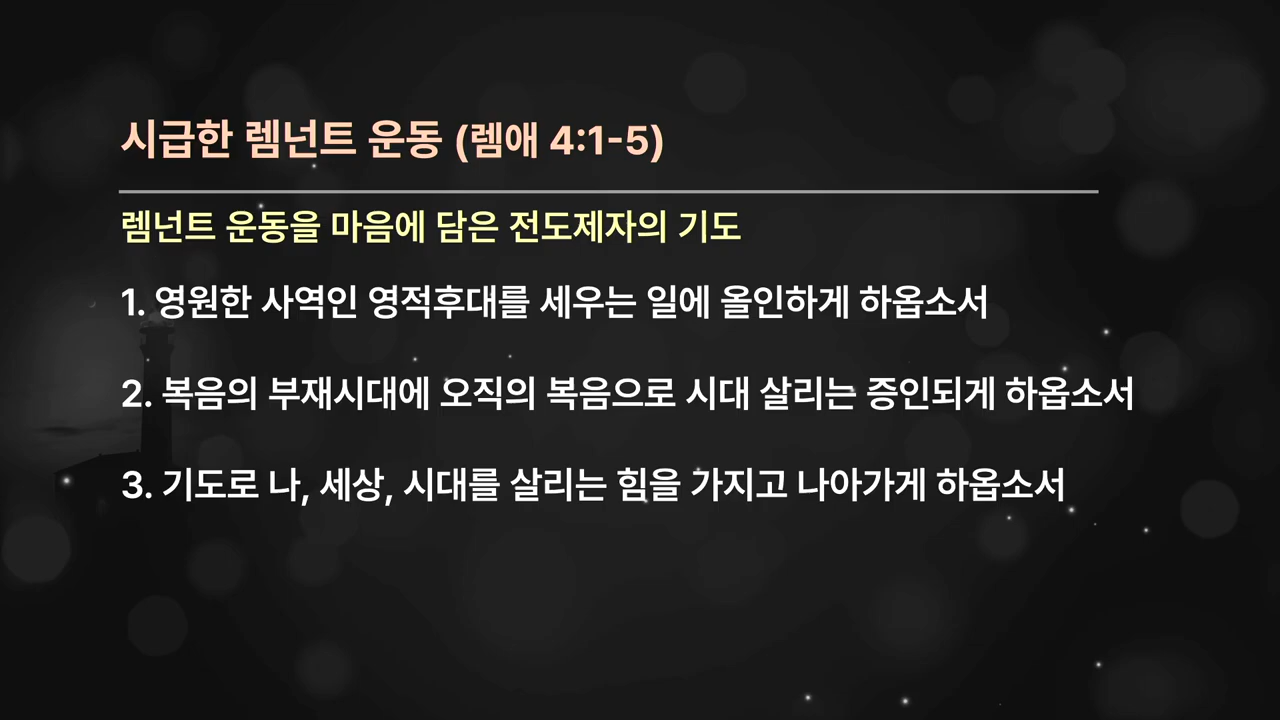 시급한 렘넌트 운동 (렘애 4:1-5)
렘넌트 운동을 마음에 담은 전도제자의 기도
1. 영원한 사역인 영적후대를 세우는 일에 올인하게 하옵소서
2. 복음의 부재시대에 오직의 복음으로 시대 살리는 증인되게 하옵소서
3. 기도로 나, 세상, 시대를 살리는 힘을 가지고 나아가게 하옵소서